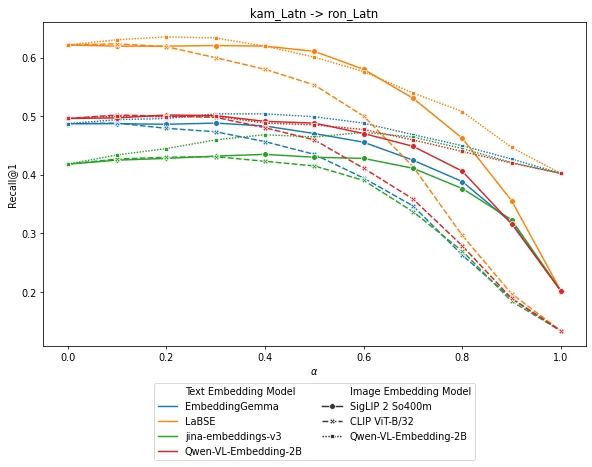 kam_Latn -> ron_Latn
Recall@1
0.6
0.5
0.4
0.3
0.2
0.0
0.2
0.4
0.6
0.8
1.0
α
Text Embedding Model
EmbeddingGemma
LaBSE
jina-embeddings-v3
Qwen-VL-Embedding-2B
Image Embedding Model
SigLIP 2 So400m
CLIP ViT-B/32
Qwen-VL-Embedding-2B